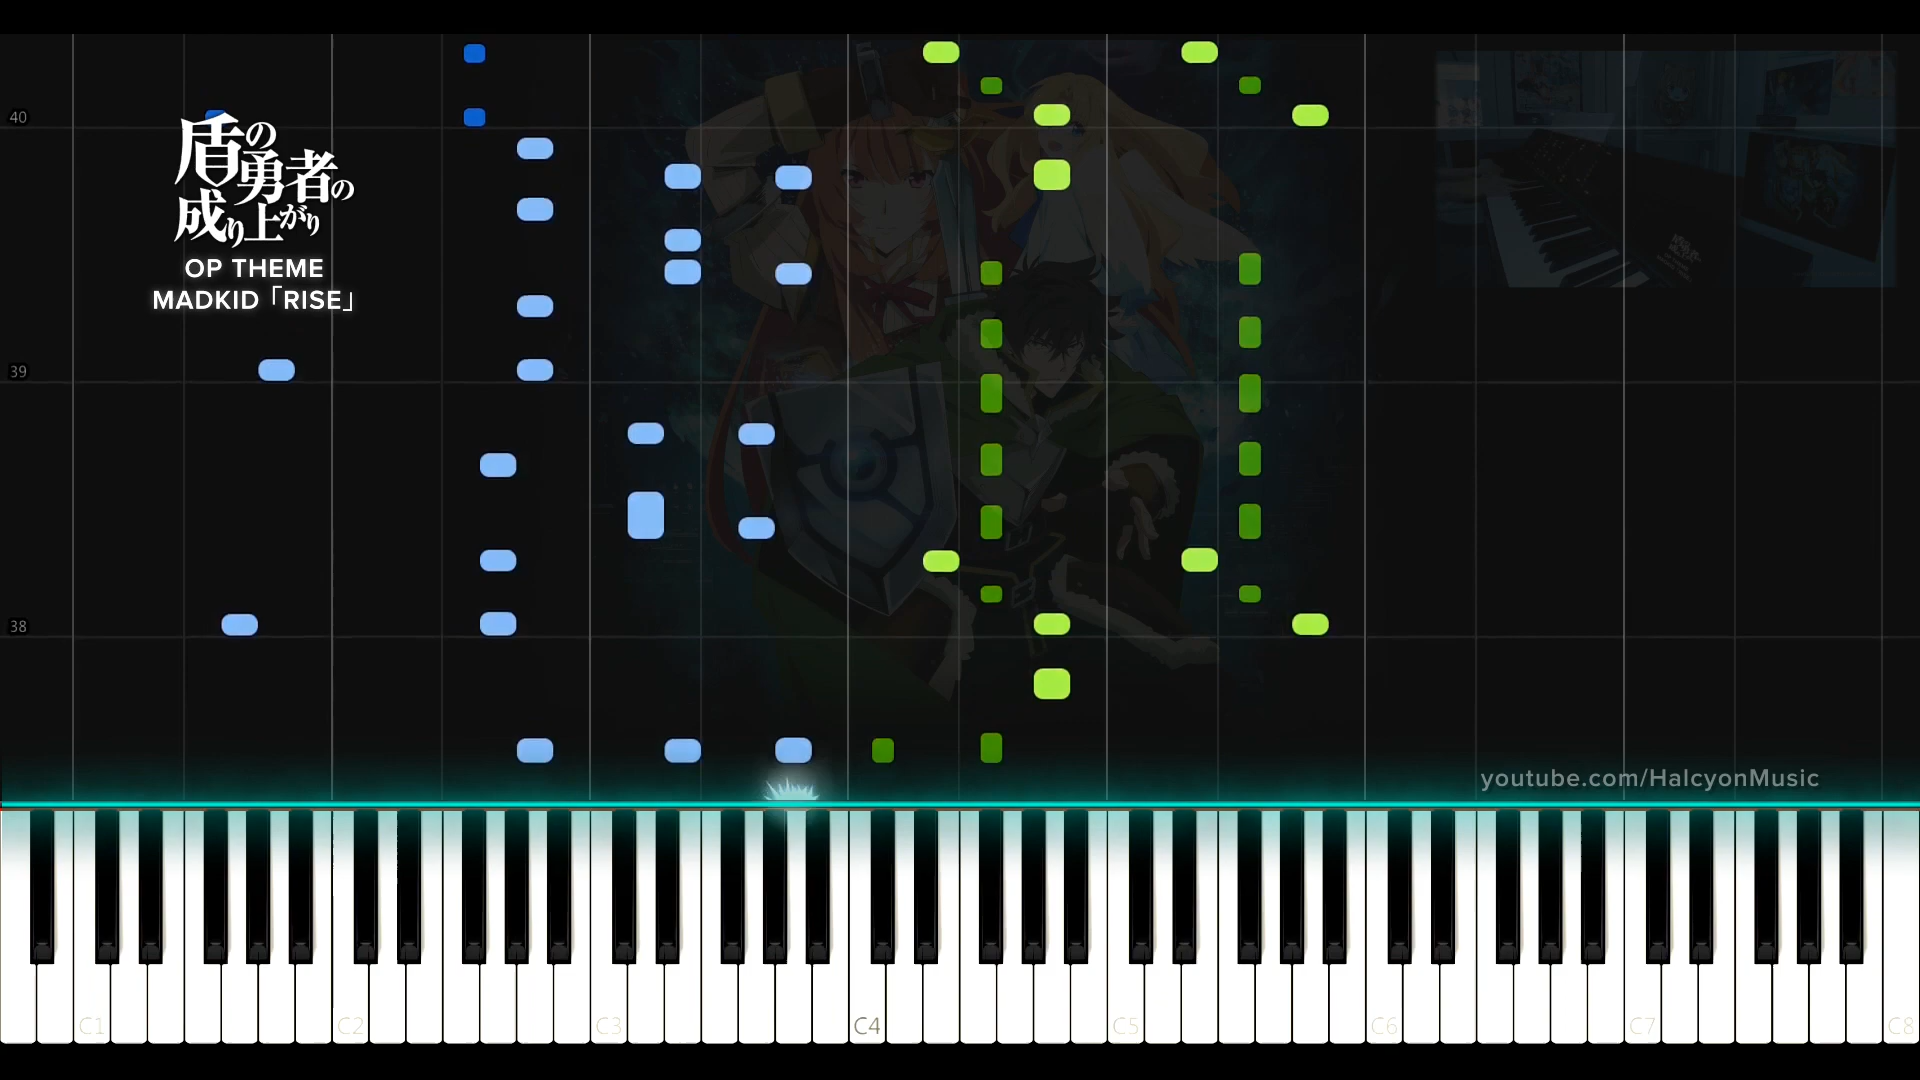 40
盾の勇者の
成り上がり
OP THEME
MADKID「RISE」
39
38
youtube.com/HalcyonMusic
C1 C2 C3 C4 C5 C6 C7 C8